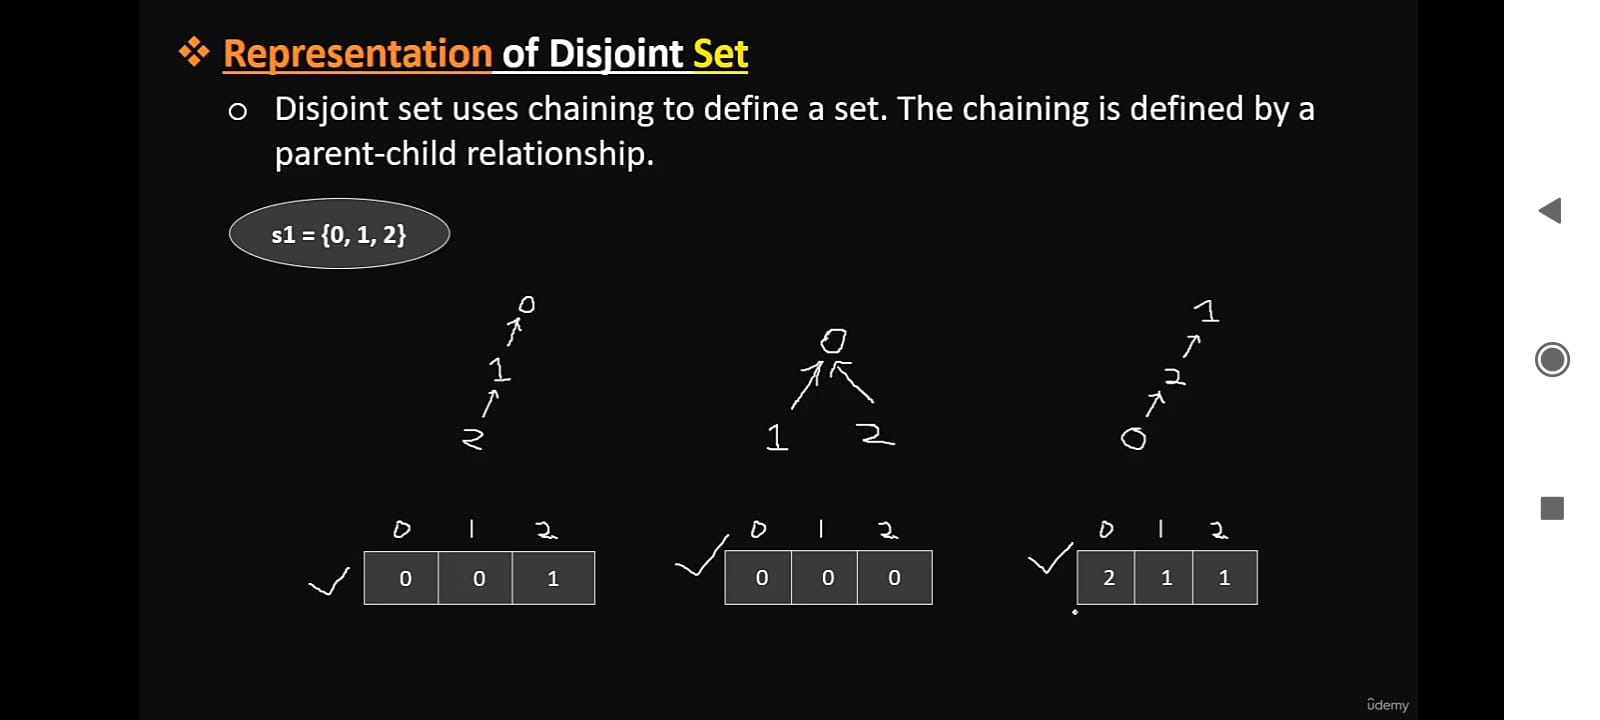 Representation of Disjoint Set
Disjoint set uses chaining to define a set. The chaining is defined by a
parent-child relationship.
s1 = {0, 1, 2}
0
1
2
0
1 2
1
2
0
0 1 2
0 0 1
0 1 2
0 0 0
0 1 2
2 1 1
ûdemy